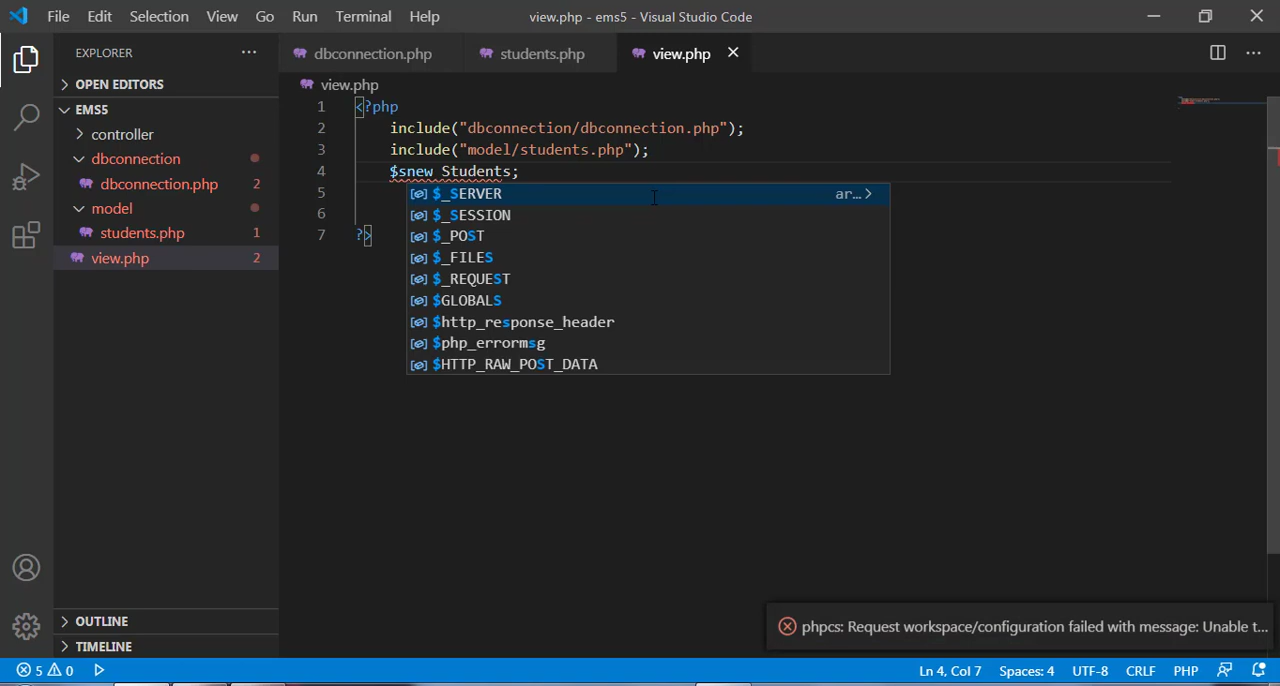 File Edit Selection View Go Run Terminal Help view.php - ems5 - Visual Studio Code
EXPLORER ... dbconnection.php students.php view.php
OPEN EDITORS
EMS5
controller
dbconnection
dbconnection.php 2
model
students.php 1
view.php 2
view.php
1 <?php
2 include("dbconnection/dbconnection.php");
3 include("model/students.php");
4 $snew Students;
5
6
7 ?>
$_SERVER ar...
$_SESSION
$_POST
$_FILES
$_REQUEST
$GLOBALS
$http_response_header
$php_errormsg
$HTTP_RAW_POST_DATA
OUTLINE
TIMELINE
phpcs: Request workspace/configuration failed with message: Unable t...
5 0 Ln 4, Col 7 Spaces: 4 UTF-8 CRLF PHP